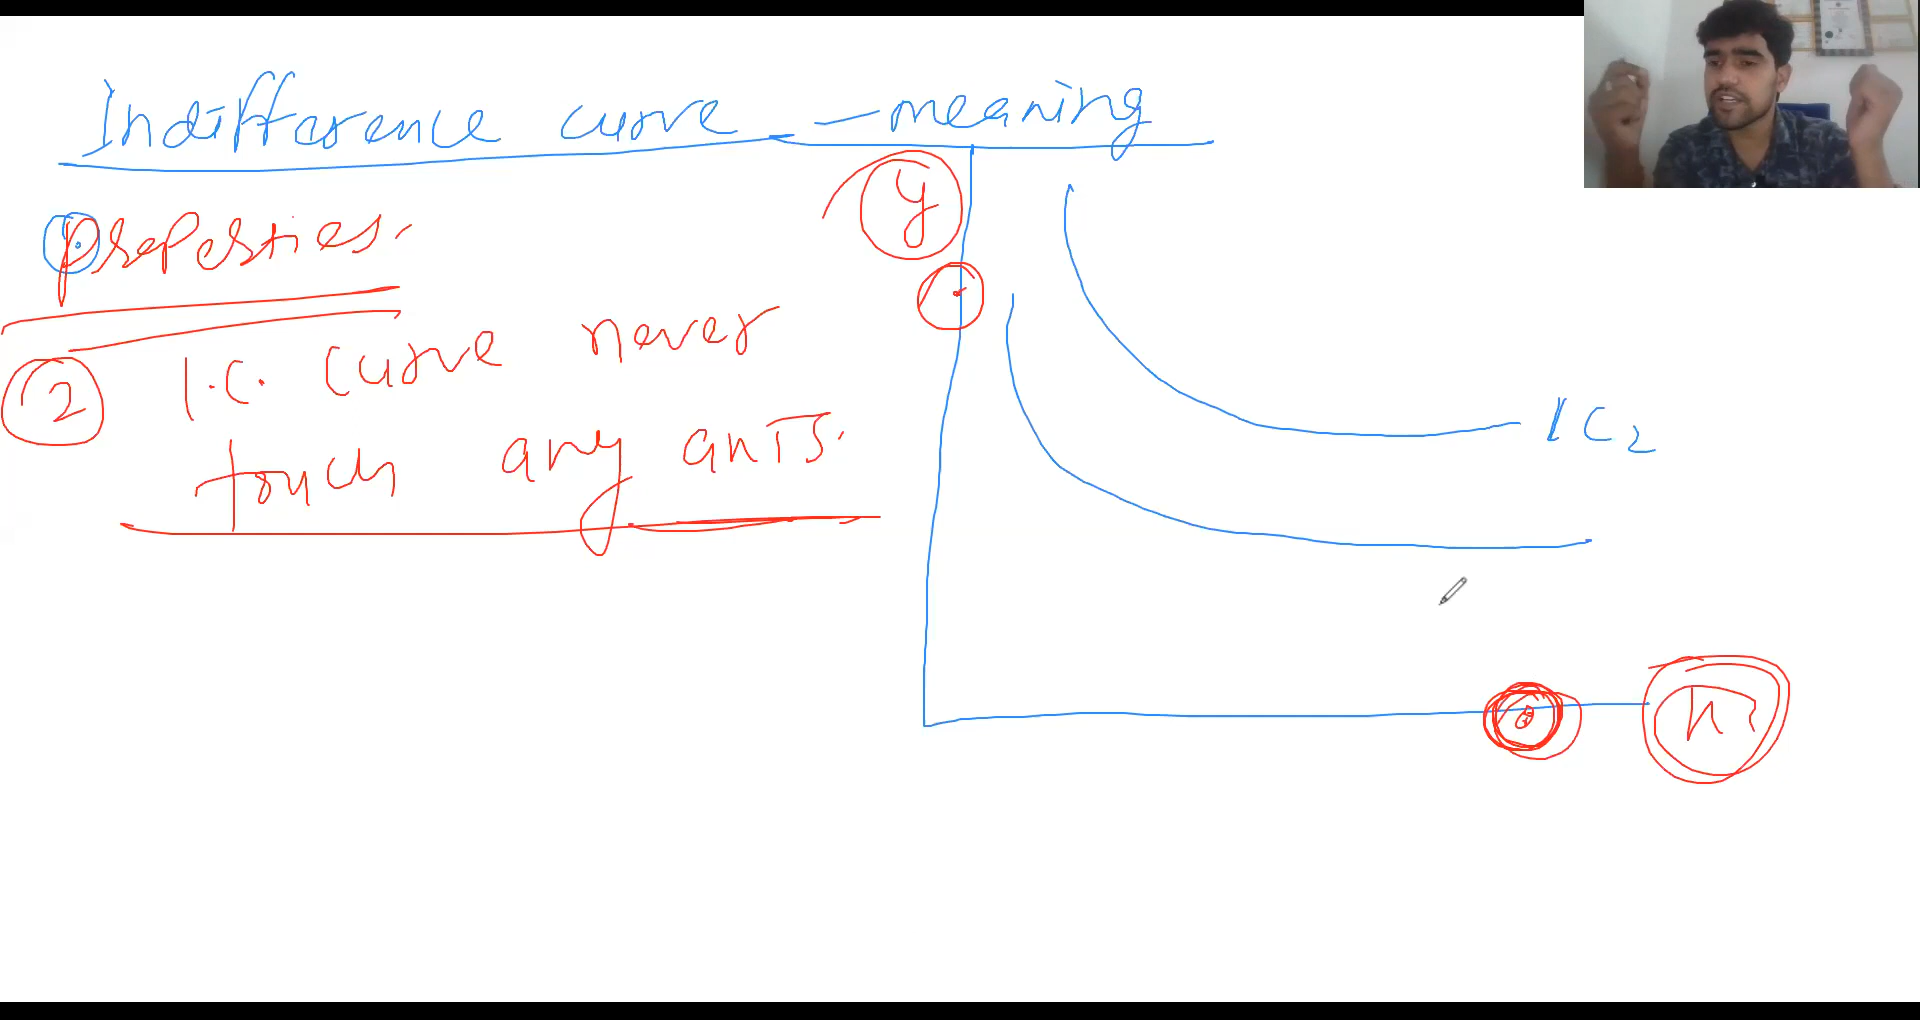 Indifference curve - meaning
Properties.
y
② I.C. curve never
touch any axis.
IC₂
x